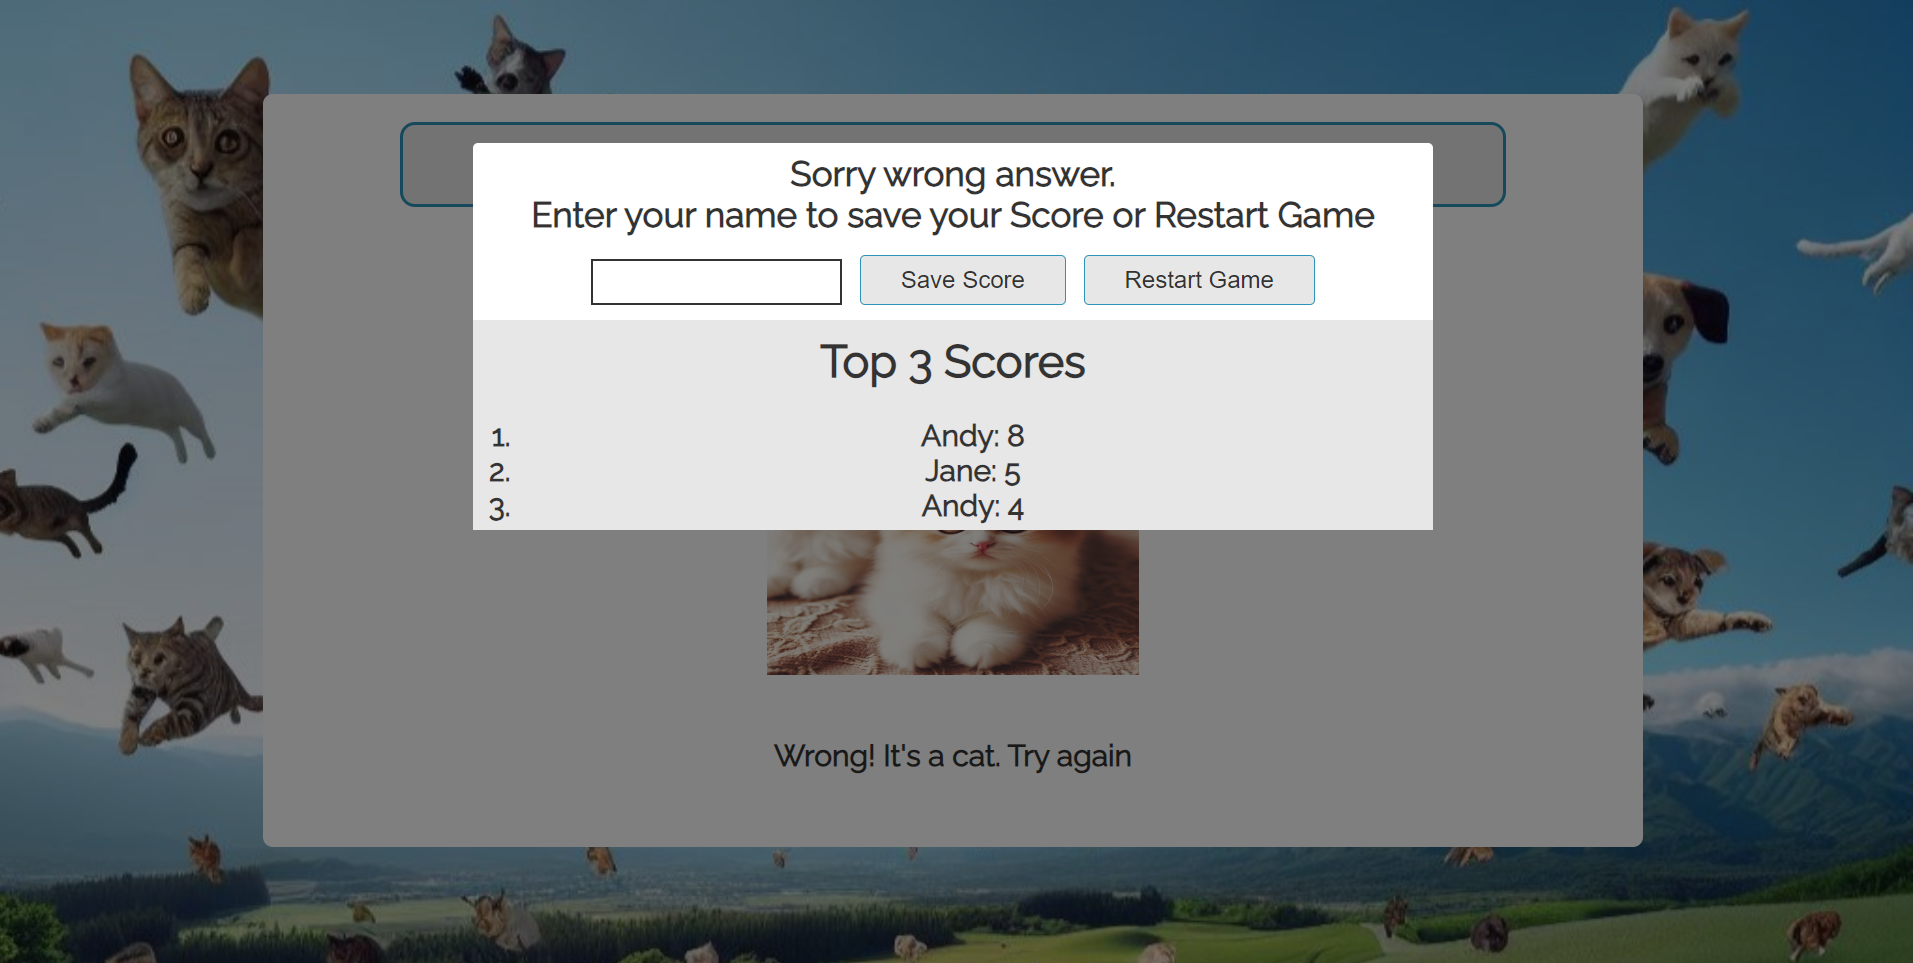 Sorry wrong answer.
Enter your name to save your Score or Restart Game
Save Score
Restart Game
Top 3 Scores
1. Andy: 8
2. Jane: 5
3. Andy: 4
Wrong! It's a cat. Try again